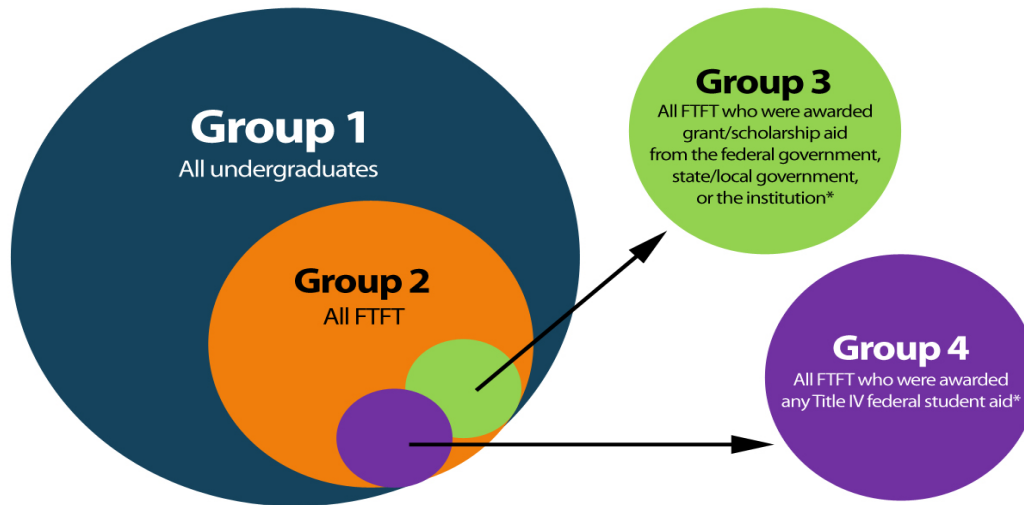 Group 1
All undergraduates
Group 2
All FTFT
Group 3
All FTFT who were awarded
grant/scholarship aid
from the federal government,
state/local government,
or the institution*
Group 4
All FTFT who were awarded
any Title IV federal student aid*